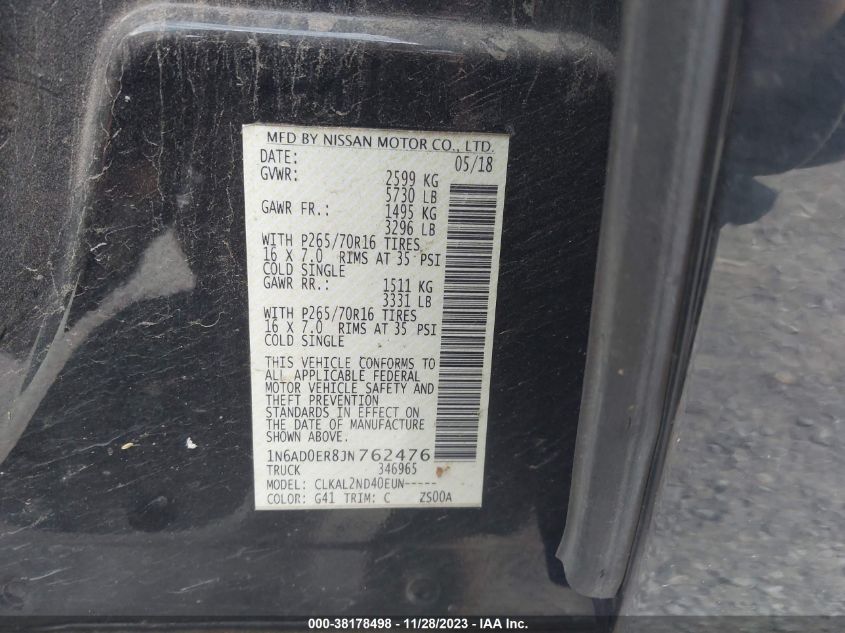 MFD BY NISSAN MOTOR CO., LTD.
DATE: 05/18
GVWR: 2599 KG
5730 LB
GAWR FR.: 1495 KG
3296 LB
WITH P265/70R16 TIRES
16 X 7.0 RIMS AT 35 PSI
COLD SINGLE
GAWR RR.: 1511 KG
3331 LB
WITH P265/70R16 TIRES
16 X 7.0 RIMS AT 35 PSI
COLD SINGLE
THIS VEHICLE CONFORMS TO
ALL APPLICABLE FEDERAL
MOTOR VEHICLE SAFETY AND
THEFT PREVENTION
STANDARDS IN EFFECT ON
THE DATE OF MANUFACTURE
SHOWN ABOVE.
1N6AD0ER8JN762476
TRUCK 346965
MODEL: CLKAL2ND40EUN-----
COLOR: G41 TRIM: C ZS00A
000-38178498 - 11/28/2023 - IAA Inc.